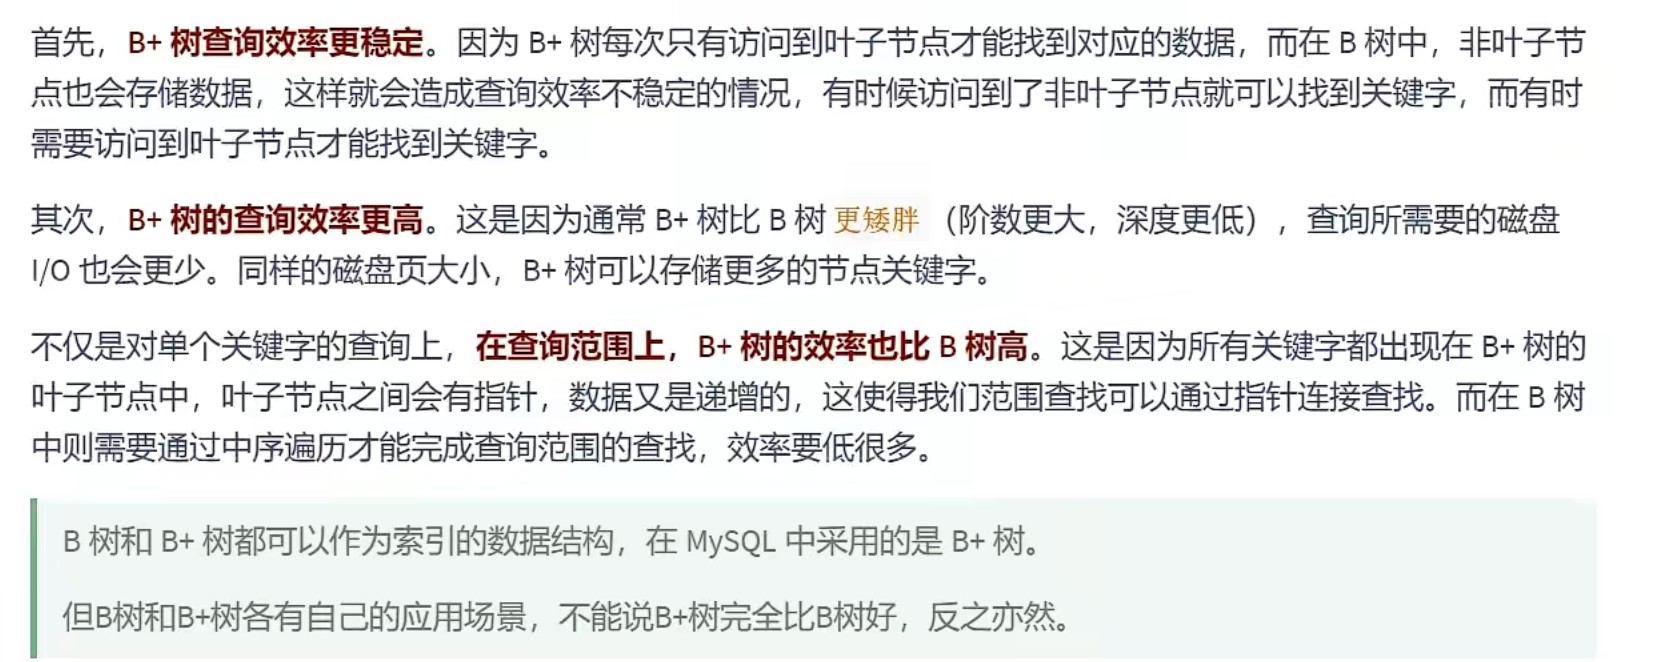 首先，B+ 树查询效率更稳定。因为 B+ 树每次只有访问到叶子节点才能找到对应的数据，而在 B 树中，非叶子节
点也会存储数据，这样就会造成查询效率不稳定的情况，有时候访问到了非叶子节点就可以找到关键字，而有时
需要访问到叶子节点才能找到关键字。
其次，B+ 树的查询效率更高。这是因为通常 B+ 树比 B 树 更矮胖 （阶数更大，深度更低），查询所需要的磁盘
I/O 也会更少。同样的磁盘页大小，B+ 树可以存储更多的节点关键字。
不仅是对单个关键字的查询上，在查询范围上，B+ 树的效率也比 B 树高。这是因为所有关键字都出现在 B+ 树的
叶子节点中，叶子节点之间会有指针，数据又是递增的，这使得我们范围查找可以通过指针连接查找。而在 B 树
中则需要通过中序遍历才能完成查询范围的查找，效率要低很多。
B 树和 B+ 树都可以作为索引的数据结构，在 MySQL 中采用的是 B+ 树。
但B树和B+树各有自己的应用场景，不能说B+树完全比B树好，反之亦然。